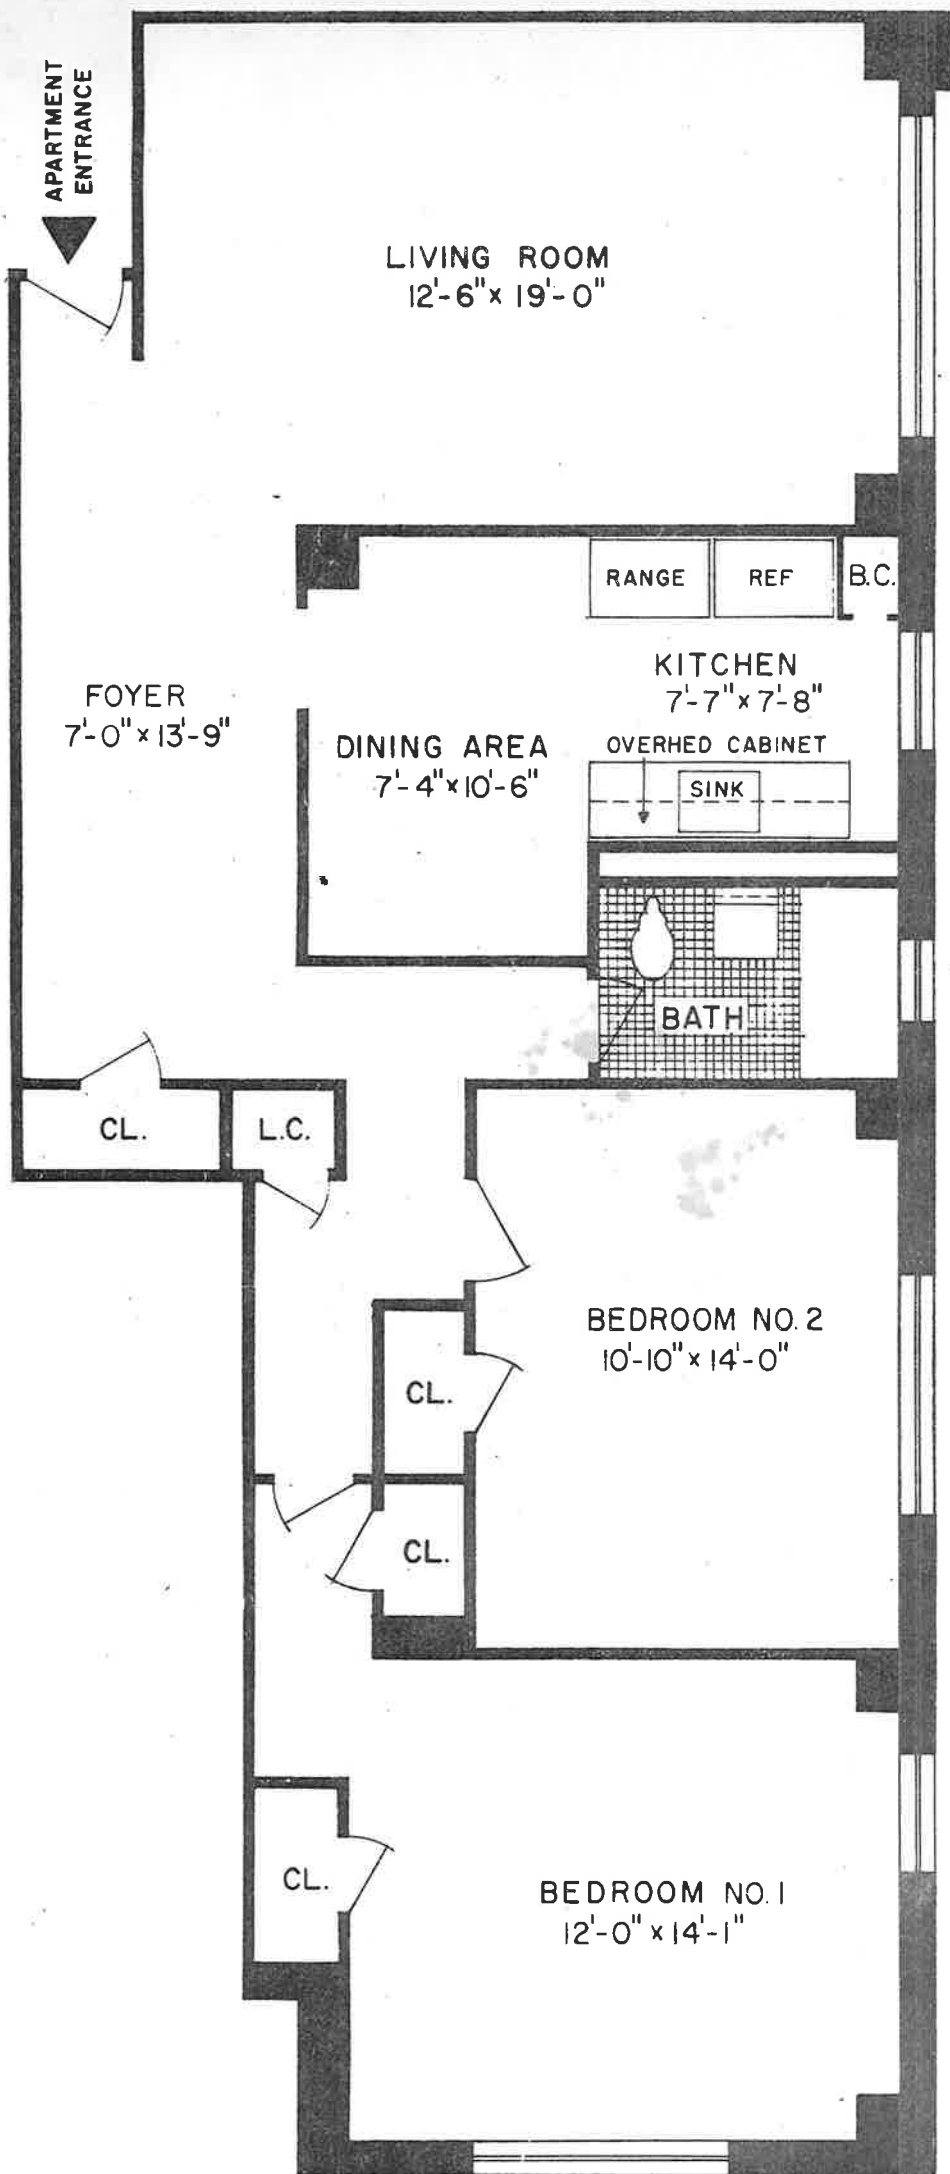 APARTMENT
ENTRANCE
LIVING ROOM
12'-6" x 19'-0"
RANGE
REF
B.C.
KITCHEN
7'-7" x 7'-8"
FOYER
7'-0" x 13'-9"
DINING AREA
7'-4" x 10'-6"
OVERHED CABINET
SINK
BATH
CL.
L.C.
BEDROOM NO. 2
10'-10" x 14'-0"
CL.
CL.
CL.
BEDROOM NO. 1
12'-0" x 14'-1"